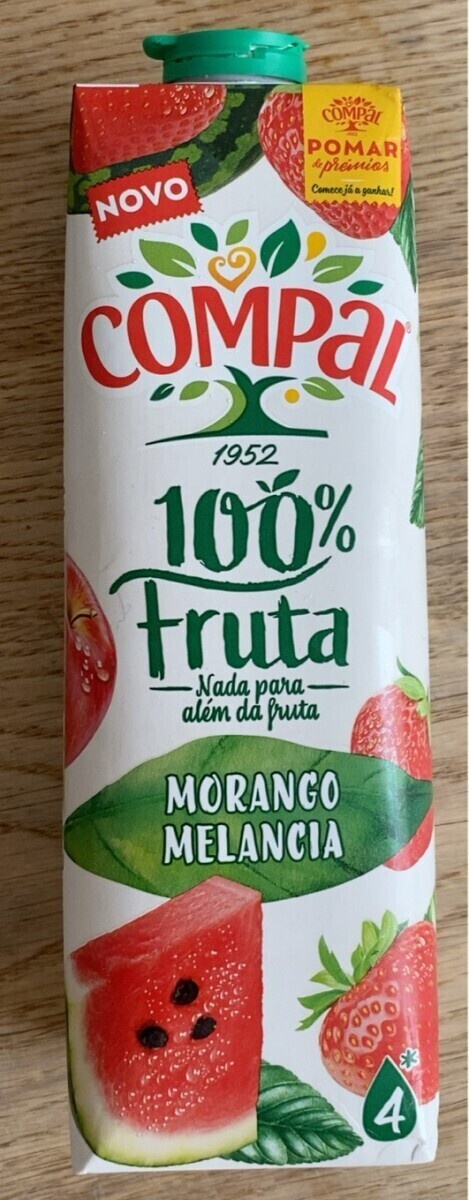 NOVO
COMPAL
POMAR
de prémios
Comece já a ganhar!
COMPAL®
1952
100%
fruta
Nada para
além da fruta
MORANGO
MELANCIA
4*